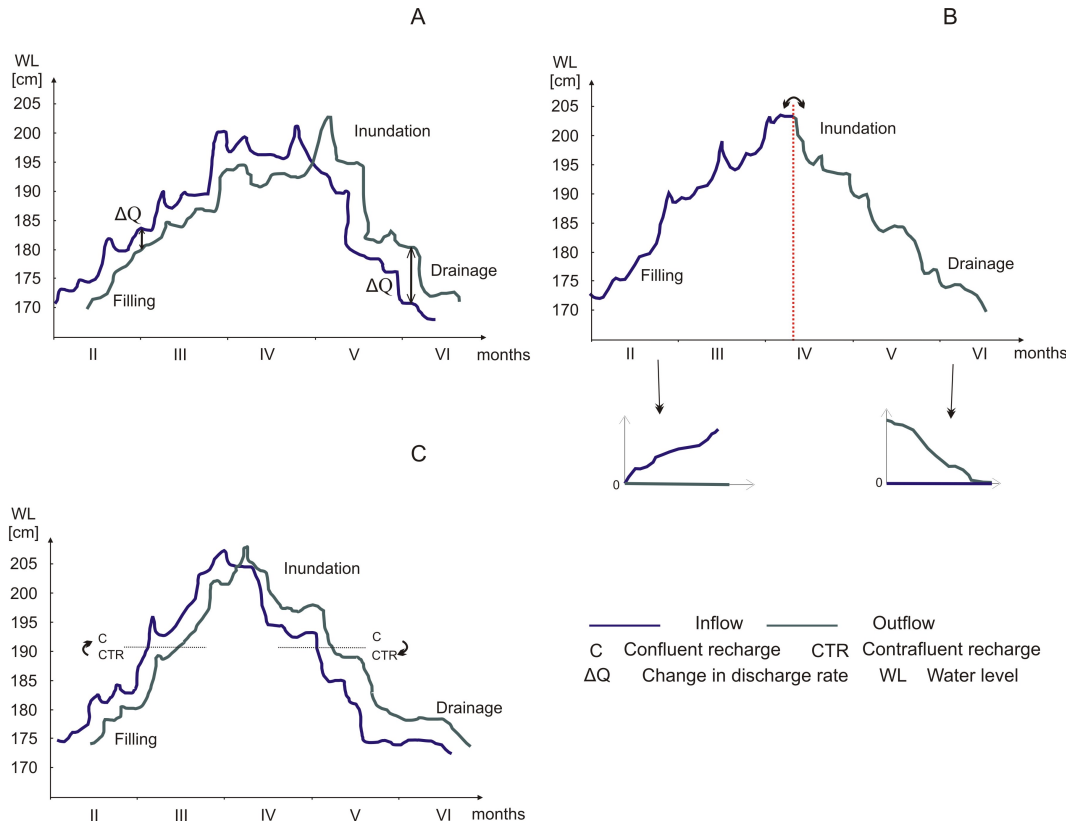 A
WL
[cm]
205
200
195
190
185
180
175
170
ΔQ
Filling
Inundation
ΔQ
Drainage
II III IV V VI months
B
WL
[cm]
205
200
195
190
185
180
175
170
Inundation
Filling
Drainage
II III IV V VI months
0
0
C
WL
[cm]
205
200
195
190
185
180
175
170
Inundation
C
CTR
C
CTR
Filling
Drainage
II III IV V VI months
Inflow Outflow
C Confluent recharge CTR Contrafluent recharge
ΔQ Change in discharge rate WL Water level